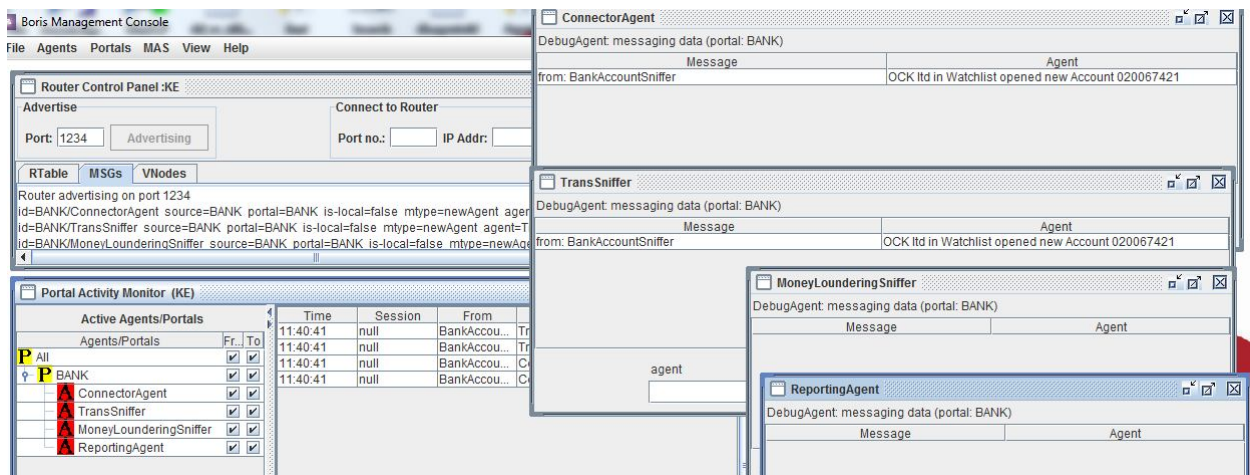 Boris Management Console
File Agents Portals MAS View Help
Router Control Panel :KE
Advertise
Connect to Router
Port: 1234 Advertising
Port no.: IP Addr:
RTable MSGs VNodes
Router advertising on port 1234
id=BANK/ConnectorAgent source=BANK portal=BANK is-local=false mtype=newAgent ager
id=BANK/TransSniffer source=BANK portal=BANK is-local=false mtype=newAgent agent=T
id=BANK/MoneyLounderingSniffer source=BANK portal=BANK is-local=false mtype=newAge
Portal Activity Monitor (KE)
Active Agents/Portals
Agents/Portals Fr... To
P All
P BANK
A ConnectorAgent
A TransSniffer
A MoneyLounderingSniffer
A ReportingAgent
Time Session From
11:40:41 null BankAccou... Tr
11:40:41 null BankAccou... Tr
11:40:41 null BankAccou... Co
11:40:41 null BankAccou... Co
ConnectorAgent
DebugAgent: messaging data (portal: BANK)
Message Agent
from: BankAccountSniffer OCK ltd in Watchlist opened new Account 020067421
TransSniffer
DebugAgent: messaging data (portal: BANK)
Message Agent
from: BankAccountSniffer OCK ltd in Watchlist opened new Account 020067421
agent
MoneyLounderingSniffer
DebugAgent: messaging data (portal: BANK)
Message Agent
ReportingAgent
DebugAgent: messaging data (portal: BANK)
Message Agent